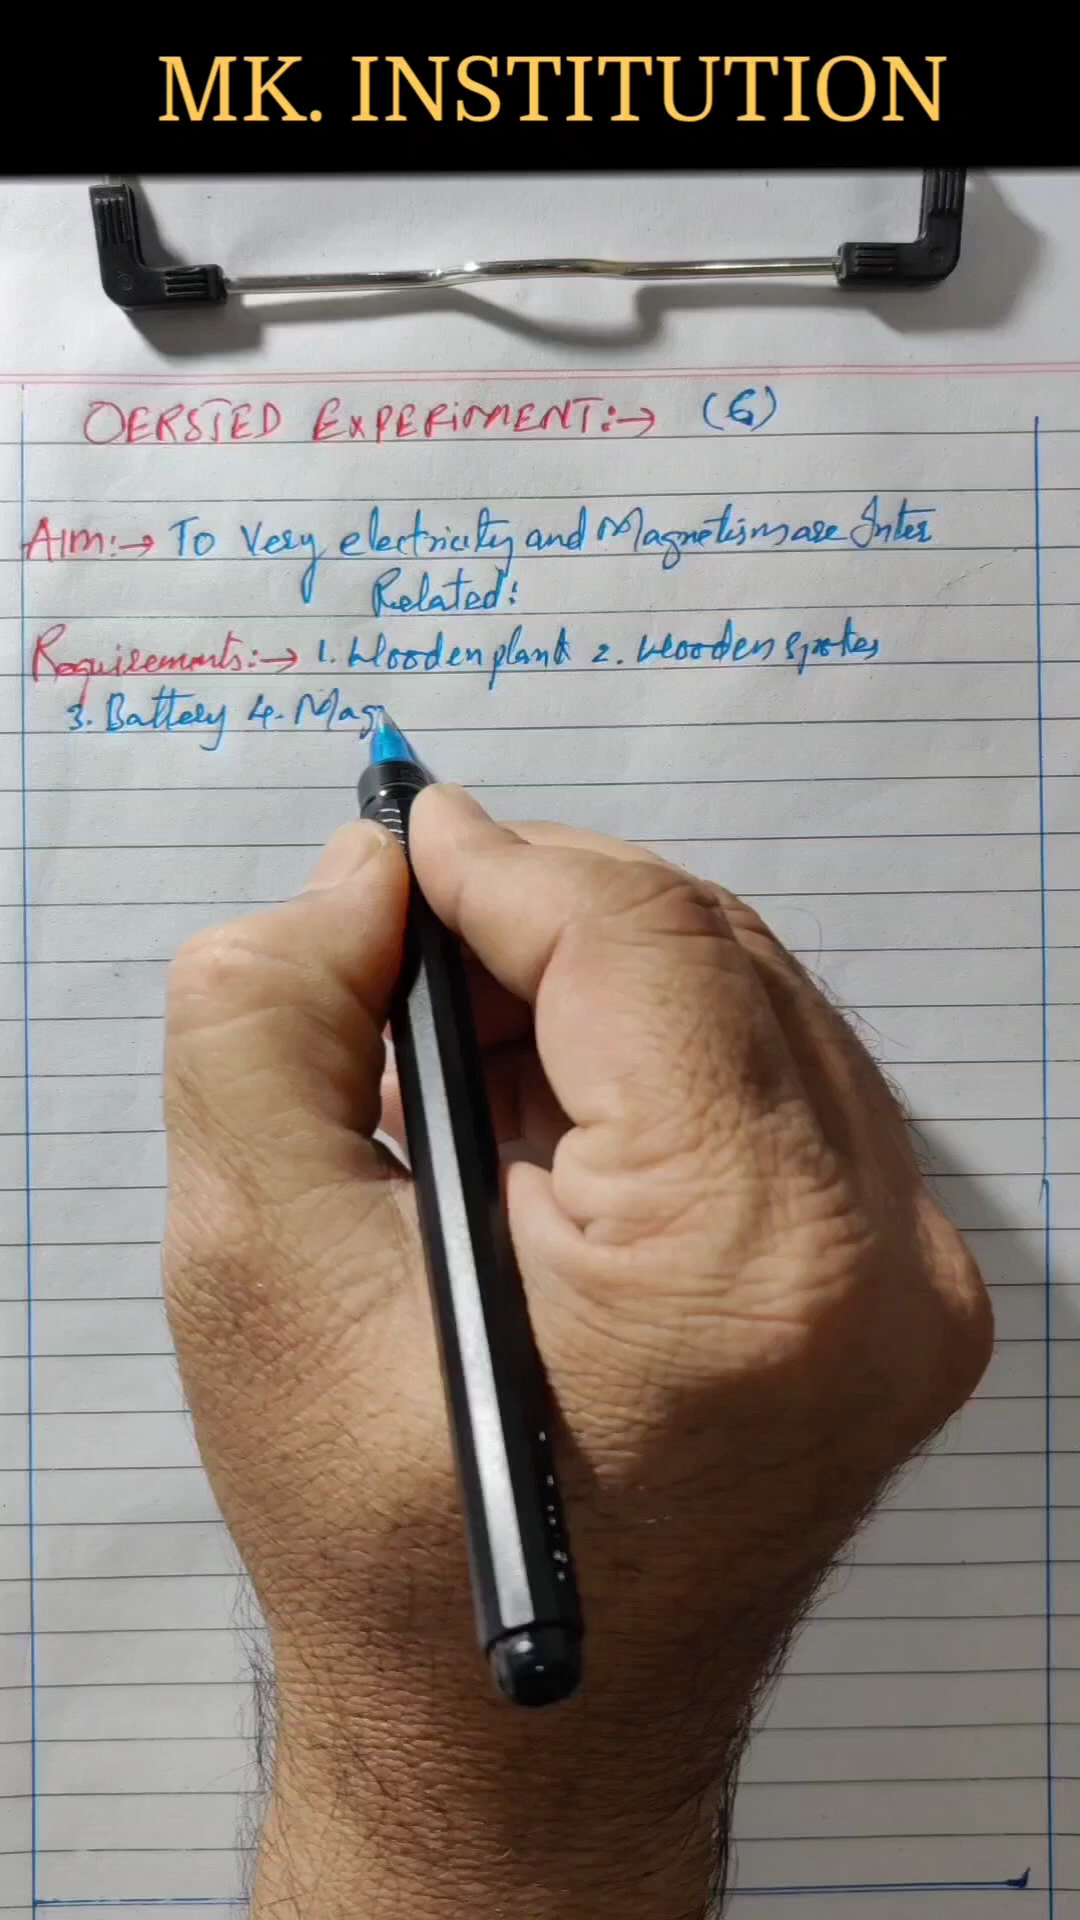 MK. INSTITUTION
OERSTED EXPERIMENT:→ (6)
AIM:→ To Very electricity and Magnetism are Inter
Related:
Requirements:→ 1. Wooden plank 2. Wooden spokes
3. Battery 4. Mag